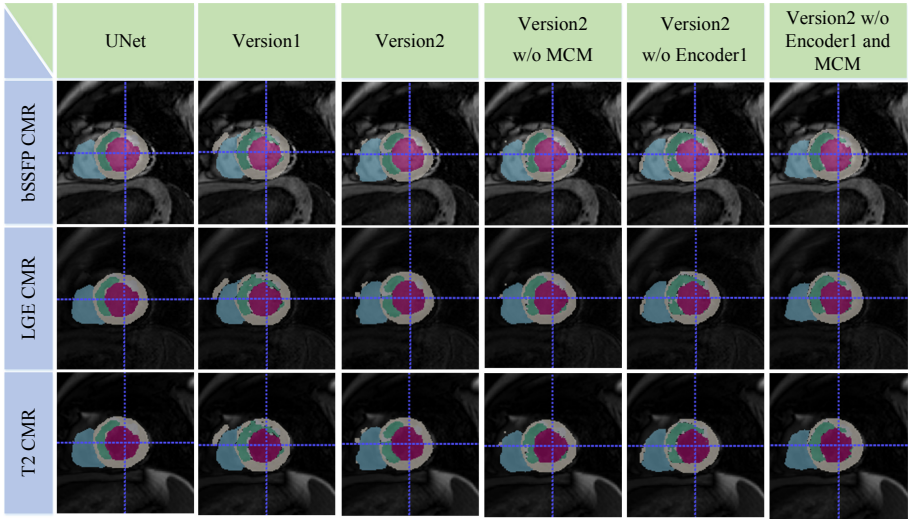 UNet
Version1
Version2
Version2
w/o MCM
Version2
w/o Encoder1
Version2 w/o
Encoder1 and
MCM
bSSFP CMR
LGE CMR
T2 CMR